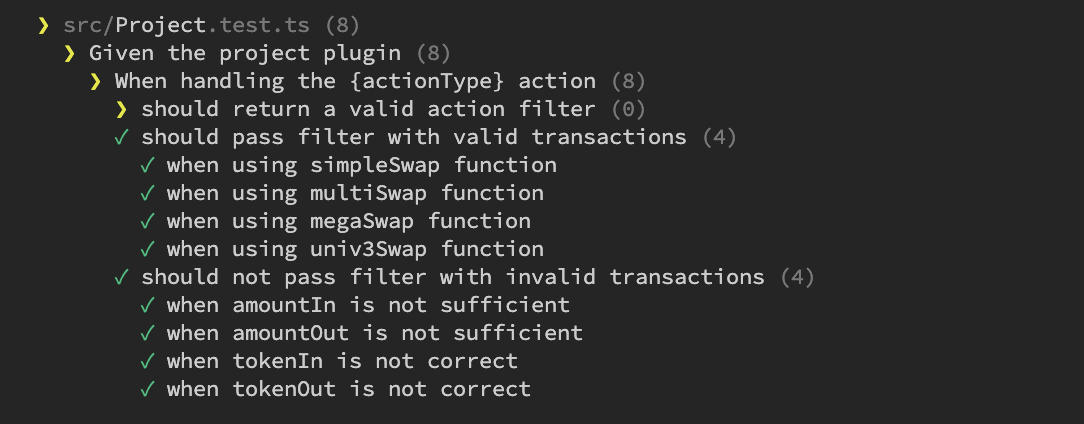 ❯ src/Project.test.ts (8)
❯ Given the project plugin (8)
❯ When handling the {actionType} action (8)
❯ should return a valid action filter (0)
✓ should pass filter with valid transactions (4)
✓ when using simpleSwap function
✓ when using multiSwap function
✓ when using megaSwap function
✓ when using univ3Swap function
✓ should not pass filter with invalid transactions (4)
✓ when amountIn is not sufficient
✓ when amountOut is not sufficient
✓ when tokenIn is not correct
✓ when tokenOut is not correct